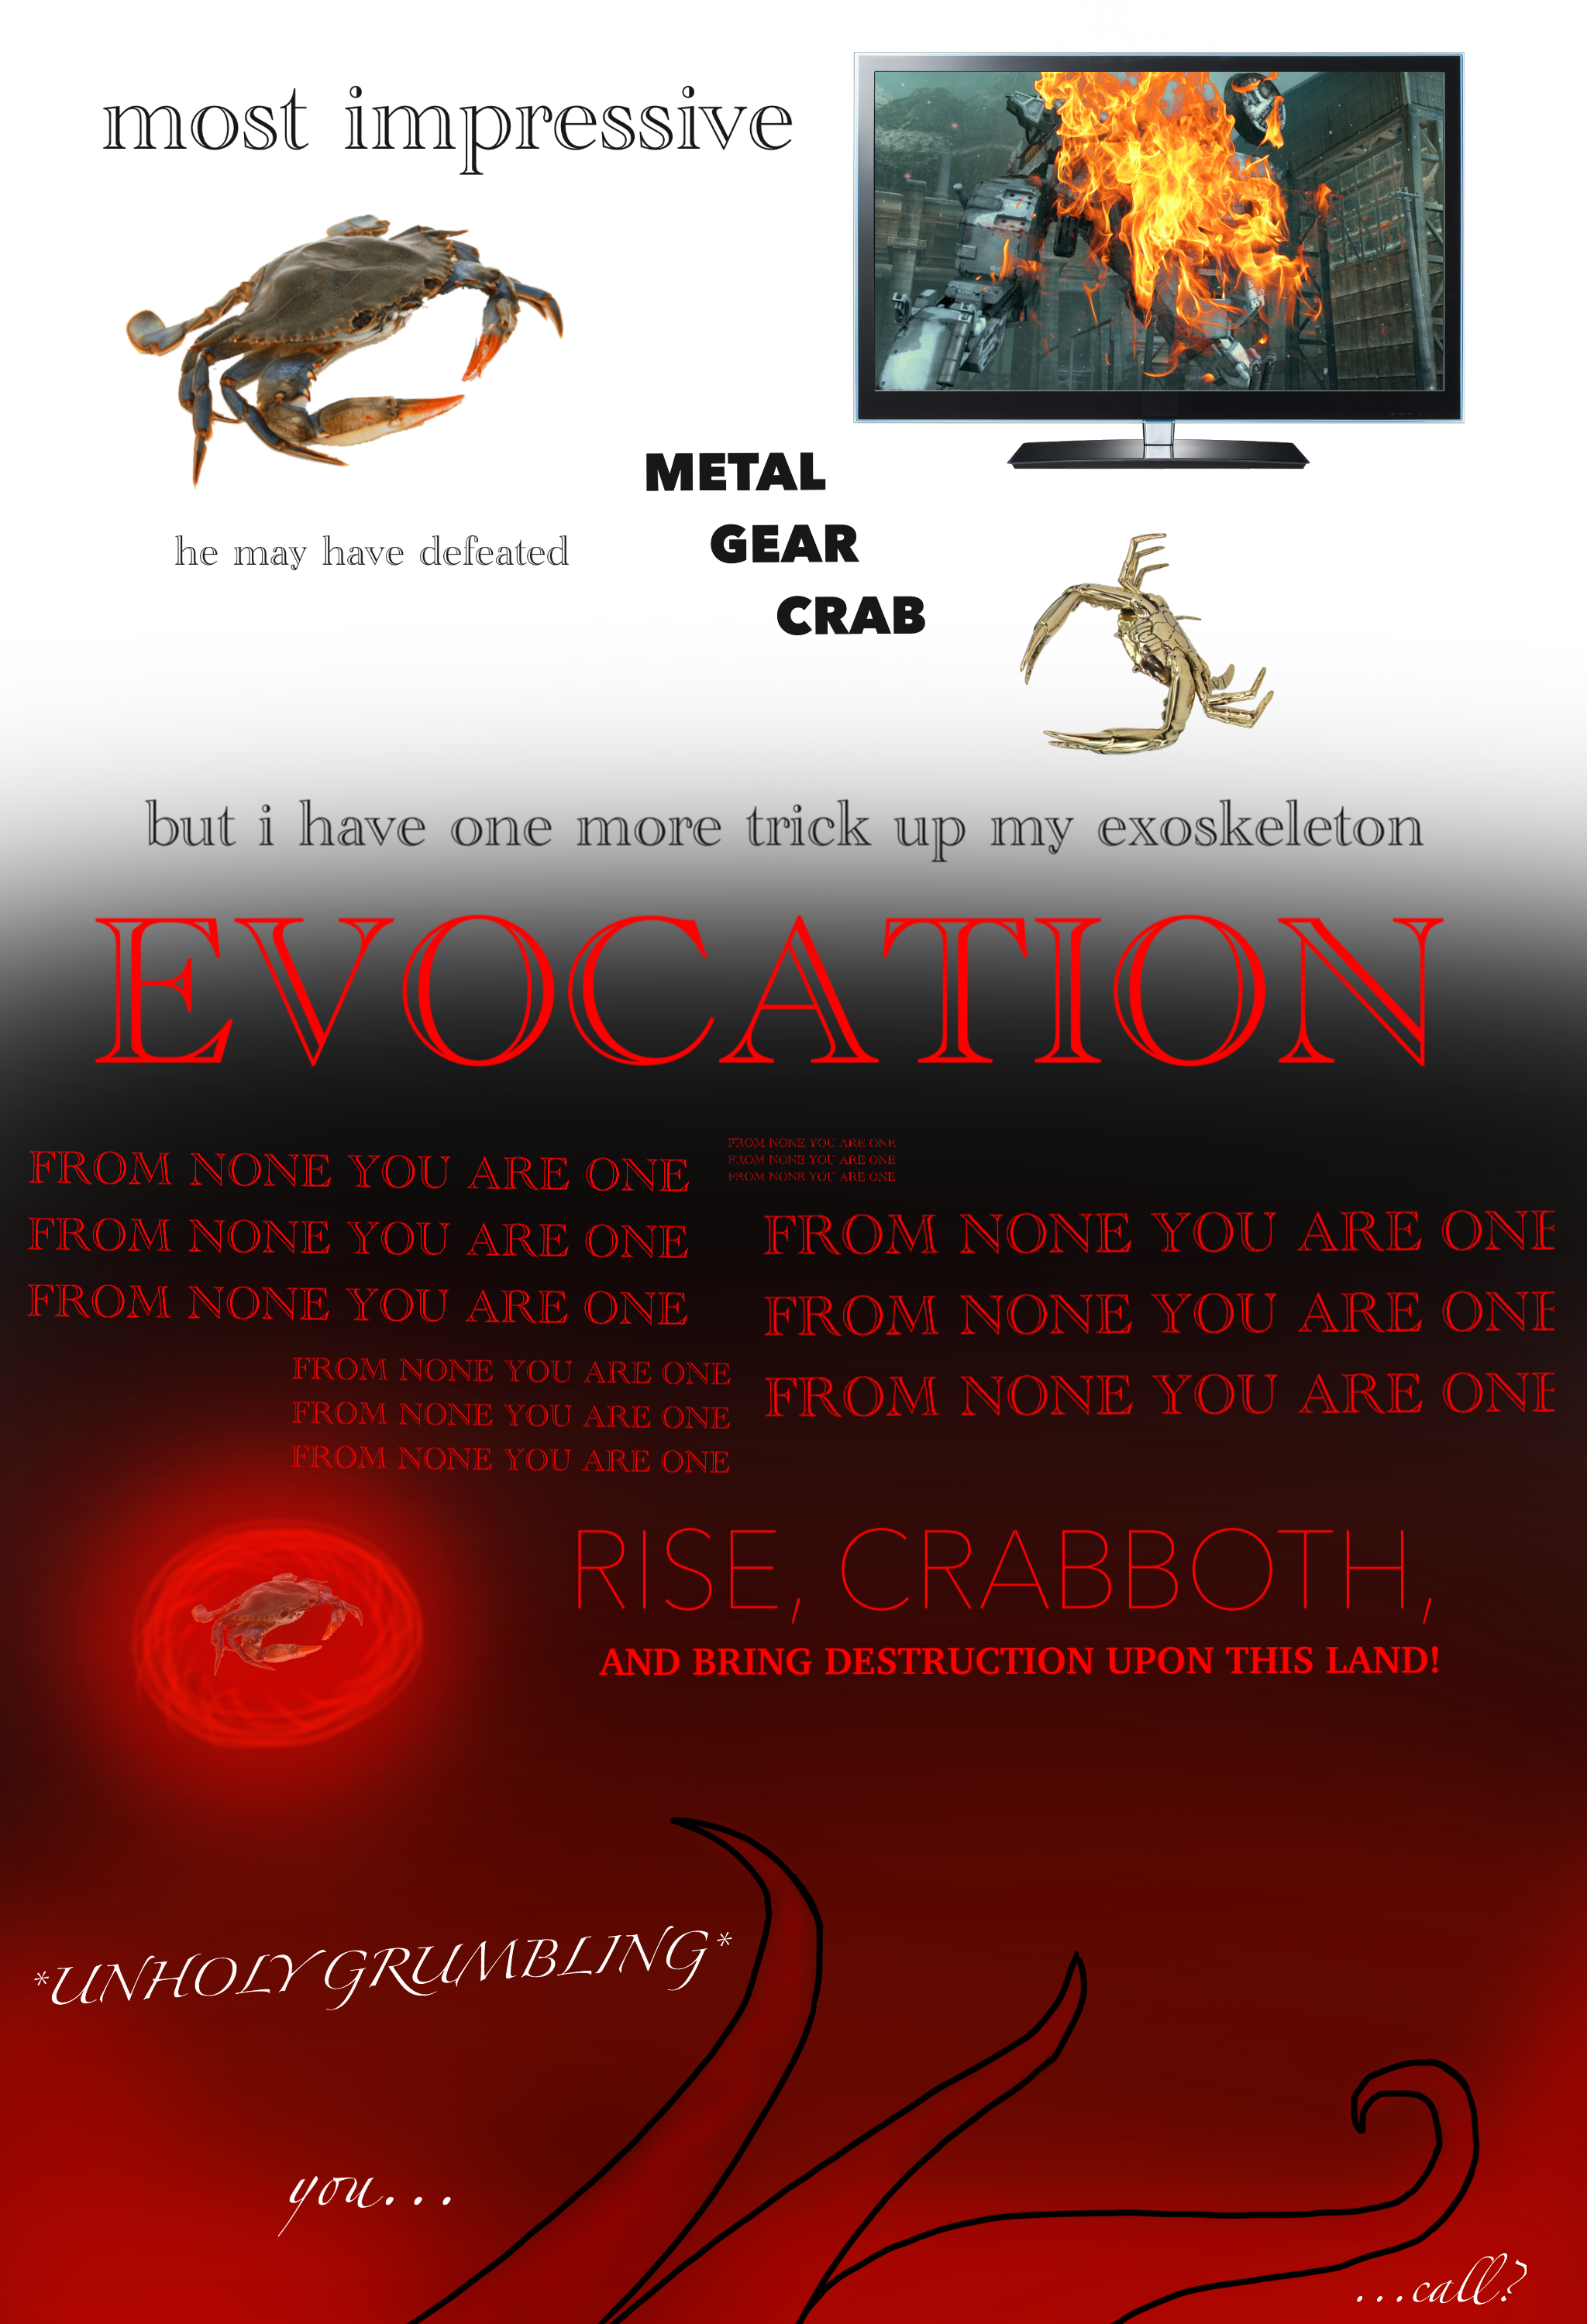 most impressive
he may have defeated
METAL
GEAR
CRAB
but i have one more trick up my exoskeleton
EVOCATION
FROM NONE YOU ARE ONE
FROM NONE YOU ARE ONE
FROM NONE YOU ARE ONE
FROM NONE YOU ARE ONE
FROM NONE YOU ARE ONE
FROM NONE YOU ARE ONE
FROM NONE YOU ARE ONE
FROM NONE YOU ARE ONE
FROM NONE YOU ARE ONE
FROM NONE YOU ARE ONE
FROM NONE YOU ARE ONE
FROM NONE YOU ARE ONE
RISE, CRABBOTH,
AND BRING DESTRUCTION UPON THIS LAND!
*UNHOLY GRUMBLING*
you...
...call?